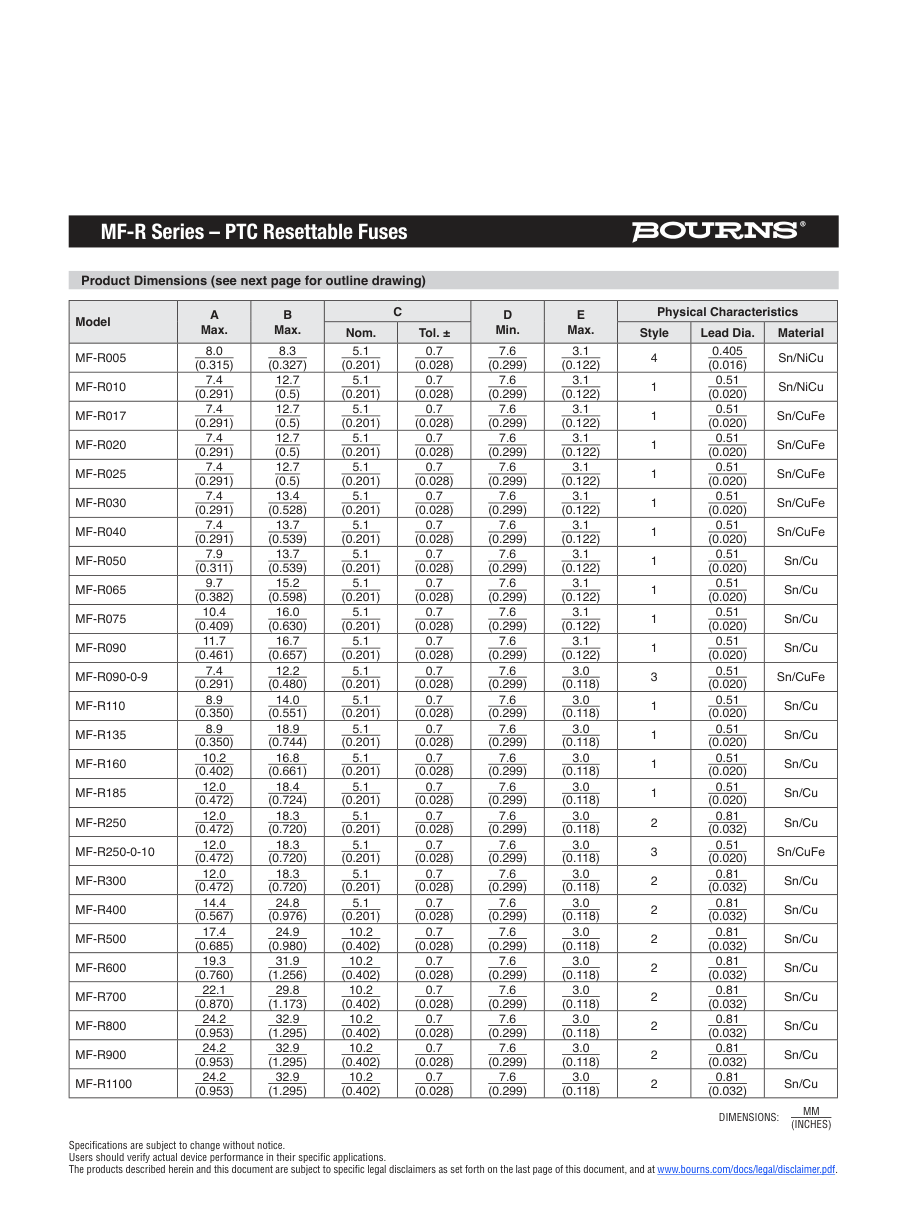 MF-R Series – PTC Resettable Fuses BOURNS®
Product Dimensions (see next page for outline drawing)
Model A Max. B Max. C D Min. E Max. Physical Characteristics
Nom. Tol. ± Style Lead Dia. Material
MF-R005 8.0 (0.315) 8.3 (0.327) 5.1 (0.201) 0.7 (0.028) 7.6 (0.299) 3.1 (0.122) 4 0.405 (0.016) Sn/NiCu
MF-R010 7.4 (0.291) 12.7 (0.5) 5.1 (0.201) 0.7 (0.028) 7.6 (0.299) 3.1 (0.122) 1 0.51 (0.020) Sn/NiCu
MF-R017 7.4 (0.291) 12.7 (0.5) 5.1 (0.201) 0.7 (0.028) 7.6 (0.299) 3.1 (0.122) 1 0.51 (0.020) Sn/CuFe
MF-R020 7.4 (0.291) 12.7 (0.5) 5.1 (0.201) 0.7 (0.028) 7.6 (0.299) 3.1 (0.122) 1 0.51 (0.020) Sn/CuFe
MF-R025 7.4 (0.291) 12.7 (0.5) 5.1 (0.201) 0.7 (0.028) 7.6 (0.299) 3.1 (0.122) 1 0.51 (0.020) Sn/CuFe
MF-R030 7.4 (0.291) 13.4 (0.528) 5.1 (0.201) 0.7 (0.028) 7.6 (0.299) 3.1 (0.122) 1 0.51 (0.020) Sn/CuFe
MF-R040 7.4 (0.291) 13.7 (0.539) 5.1 (0.201) 0.7 (0.028) 7.6 (0.299) 3.1 (0.122) 1 0.51 (0.020) Sn/CuFe
MF-R050 7.9 (0.311) 13.7 (0.539) 5.1 (0.201) 0.7 (0.028) 7.6 (0.299) 3.1 (0.122) 1 0.51 (0.020) Sn/Cu
MF-R065 9.7 (0.382) 15.2 (0.598) 5.1 (0.201) 0.7 (0.028) 7.6 (0.299) 3.1 (0.122) 1 0.51 (0.020) Sn/Cu
MF-R075 10.4 (0.409) 16.0 (0.630) 5.1 (0.201) 0.7 (0.028) 7.6 (0.299) 3.1 (0.122) 1 0.51 (0.020) Sn/Cu
MF-R090 11.7 (0.461) 16.7 (0.657) 5.1 (0.201) 0.7 (0.028) 7.6 (0.299) 3.1 (0.122) 1 0.51 (0.020) Sn/Cu
MF-R090-0-9 7.4 (0.291) 12.2 (0.480) 5.1 (0.201) 0.7 (0.028) 7.6 (0.299) 3.0 (0.118) 3 0.51 (0.020) Sn/CuFe
MF-R110 8.9 (0.350) 14.0 (0.551) 5.1 (0.201) 0.7 (0.028) 7.6 (0.299) 3.0 (0.118) 1 0.51 (0.020) Sn/Cu
MF-R135 8.9 (0.350) 18.9 (0.744) 5.1 (0.201) 0.7 (0.028) 7.6 (0.299) 3.0 (0.118) 1 0.51 (0.020) Sn/Cu
MF-R160 10.2 (0.402) 16.8 (0.661) 5.1 (0.201) 0.7 (0.028) 7.6 (0.299) 3.0 (0.118) 1 0.51 (0.020) Sn/Cu
MF-R185 12.0 (0.472) 18.4 (0.724) 5.1 (0.201) 0.7 (0.028) 7.6 (0.299) 3.0 (0.118) 1 0.51 (0.020) Sn/Cu
MF-R250 12.0 (0.472) 18.3 (0.720) 5.1 (0.201) 0.7 (0.028) 7.6 (0.299) 3.0 (0.118) 2 0.81 (0.032) Sn/Cu
MF-R250-0-10 12.0 (0.472) 18.3 (0.720) 5.1 (0.201) 0.7 (0.028) 7.6 (0.299) 3.0 (0.118) 3 0.51 (0.020) Sn/CuFe
MF-R300 12.0 (0.472) 18.3 (0.720) 5.1 (0.201) 0.7 (0.028) 7.6 (0.299) 3.0 (0.118) 2 0.81 (0.032) Sn/Cu
MF-R400 14.4 (0.567) 24.8 (0.976) 5.1 (0.201) 0.7 (0.028) 7.6 (0.299) 3.0 (0.118) 2 0.81 (0.032) Sn/Cu
MF-R500 17.4 (0.685) 24.9 (0.980) 10.2 (0.402) 0.7 (0.028) 7.6 (0.299) 3.0 (0.118) 2 0.81 (0.032) Sn/Cu
MF-R600 19.3 (0.760) 31.9 (1.256) 10.2 (0.402) 0.7 (0.028) 7.6 (0.299) 3.0 (0.118) 2 0.81 (0.032) Sn/Cu
MF-R700 22.1 (0.870) 29.8 (1.173) 10.2 (0.402) 0.7 (0.028) 7.6 (0.299) 3.0 (0.118) 2 0.81 (0.032) Sn/Cu
MF-R800 24.2 (0.953) 32.9 (1.295) 10.2 (0.402) 0.7 (0.028) 7.6 (0.299) 3.0 (0.118) 2 0.81 (0.032) Sn/Cu
MF-R900 24.2 (0.953) 32.9 (1.295) 10.2 (0.402) 0.7 (0.028) 7.6 (0.299) 3.0 (0.118) 2 0.81 (0.032) Sn/Cu
MF-R1100 24.2 (0.953) 32.9 (1.295) 10.2 (0.402) 0.7 (0.028) 7.6 (0.299) 3.0 (0.118) 2 0.81 (0.032) Sn/Cu
DIMENSIONS: MM (INCHES)
Specifications are subject to change without notice.
Users should verify actual device performance in their specific applications.
The products described herein and this document are subject to specific legal disclaimers as set forth on the last page of this document, and at www.bourns.com/docs/legal/disclaimer.pdf.